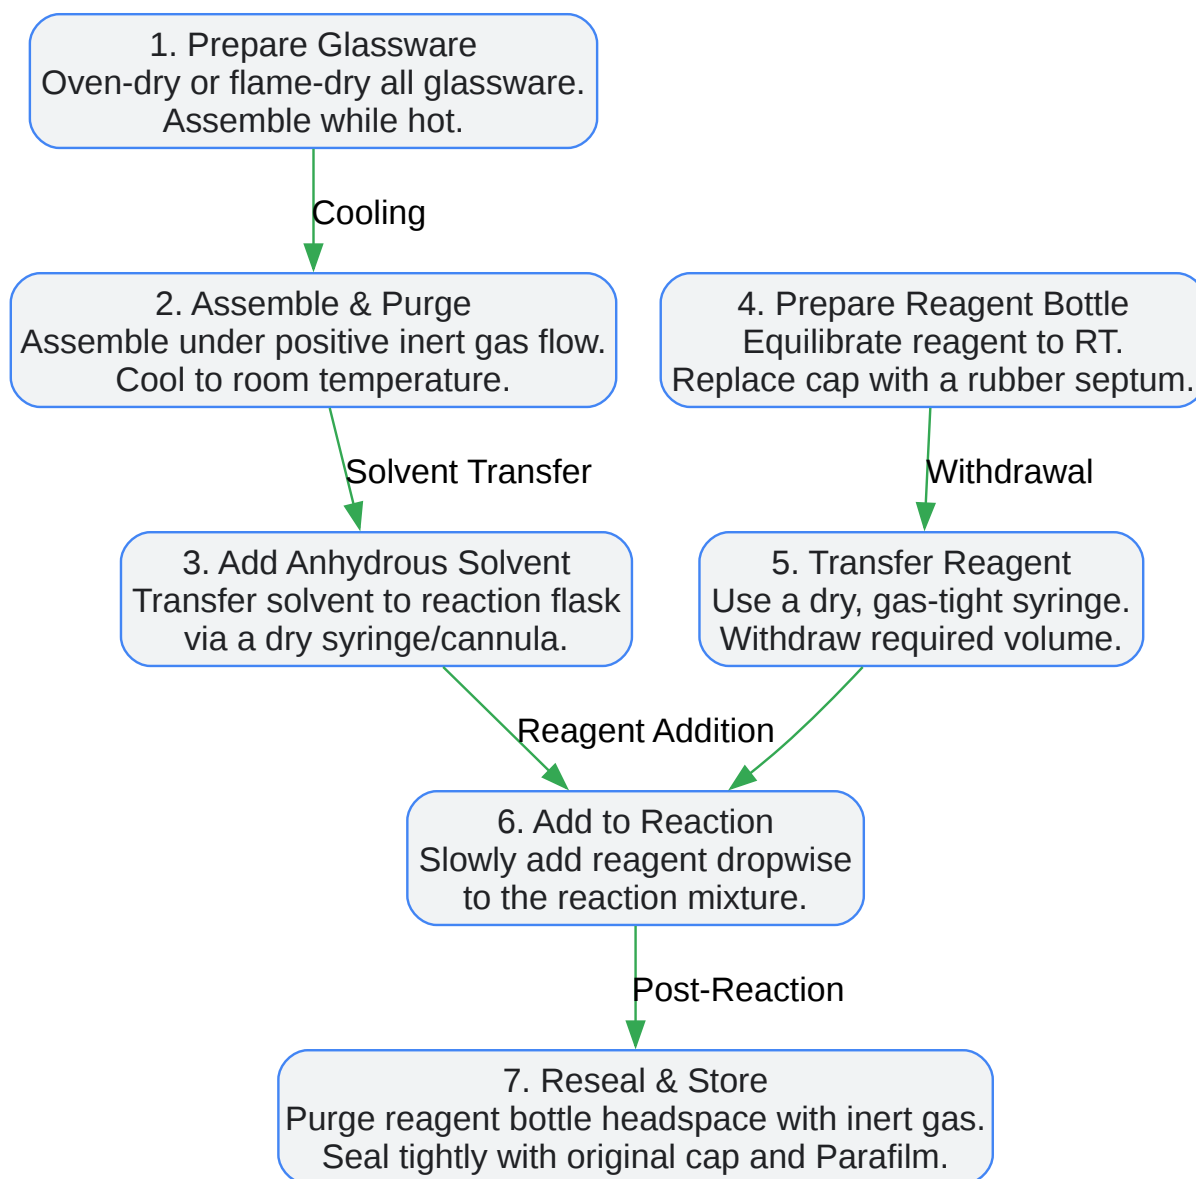 1. Prepare Glassware
Oven-dry or flame-dry all glassware.
Assemble while hot.
Cooling
2. Assemble & Purge
Assemble under positive inert gas flow.
Cool to room temperature.
4. Prepare Reagent Bottle
Equilibrate reagent to RT.
Replace cap with a rubber septum.
Solvent Transfer
Withdrawal
3. Add Anhydrous Solvent
Transfer solvent to reaction flask
via a dry syringe/cannula.
5. Transfer Reagent
Use a dry, gas-tight syringe.
Withdraw required volume.
Reagent Addition
6. Add to Reaction
Slowly add reagent dropwise
to the reaction mixture.
Post-Reaction
7. Reseal & Store
Purge reagent bottle headspace with inert gas.
Seal tightly with original cap and Parafilm.